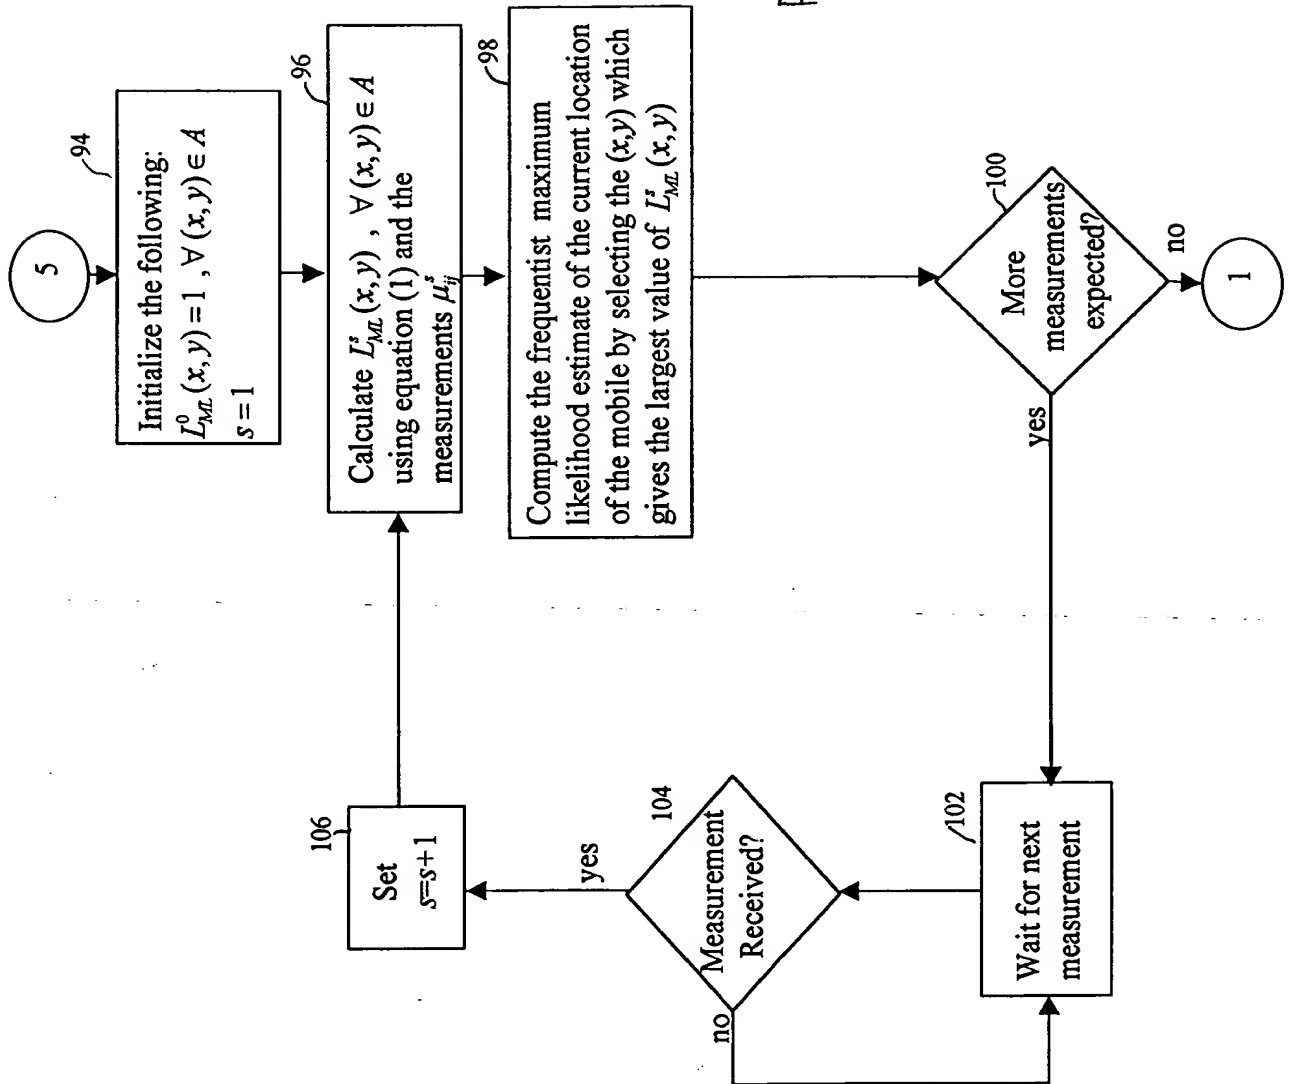 5
94
Initialize the following:
L⁰_ML(x, y) = 1 , ∀ (x, y) ∈ A
s = 1
96
Calculate Lˢ_ML(x, y) , ∀ (x, y) ∈ A
using equation (1) and the
measurements μˢ_ij
98
Compute the frequentist maximum
likelihood estimate of the current location
of the mobile by selecting the (x,y) which
gives the largest value of Lˢ_ML(x, y)
100
More
measurements
expected?
no
1
yes
102
Wait for next
measurement
104
Measurement
Received?
no
yes
106
Set
s=s+1